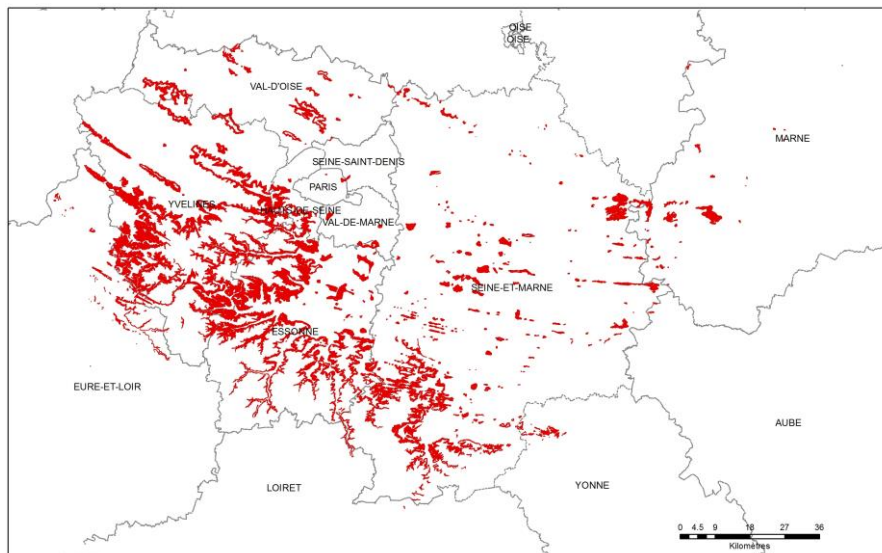 OISE
OISE
VAL-D'OISE
MARNE
SEINE-SAINT-DENIS
PARIS
YVELINES
HAUTS-DE-SEINE
VAL-DE-MARNE
SEINE-ET-MARNE
ESSONNE
EURE-ET-LOIR
AUBE
LOIRET
YONNE
0 4.5 9 18 27 36
Kilomètres